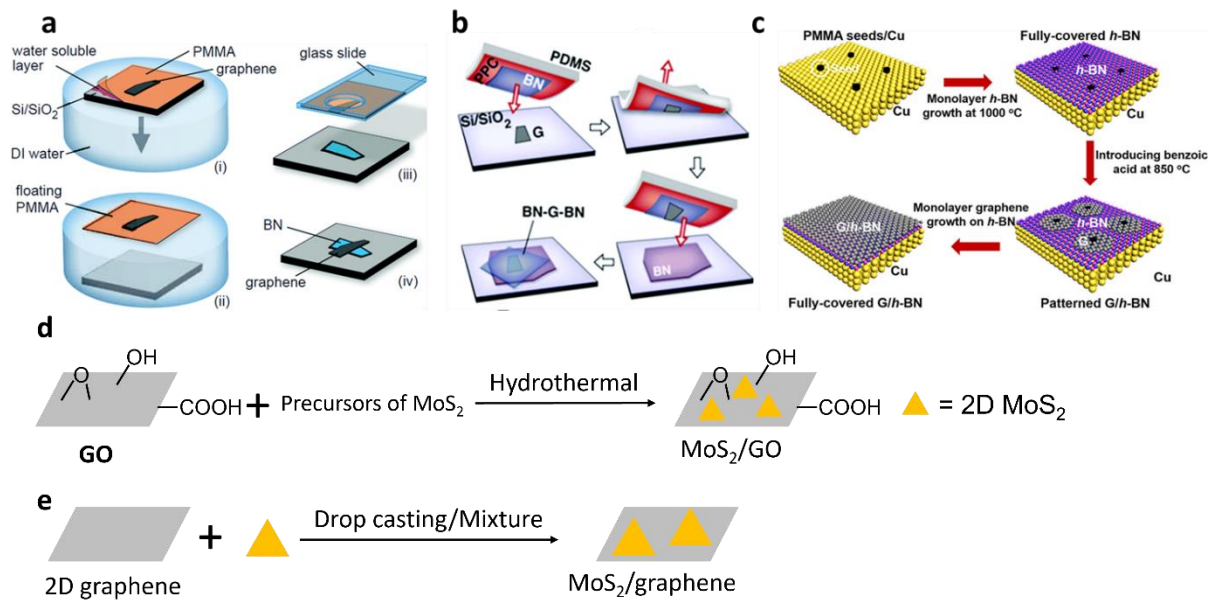 a
water soluble
layer
PMMA
graphene
Si/SiO₂
DI water
(i)
glass slide
(iii)
floating
PMMA
(ii)
BN
graphene
(iv)
b
PPC
BN
PDMS
Si/SiO₂
G
BN-G-BN
BN
c
PMMA seeds/Cu
Seed
Cu
Monolayer h-BN
growth at 1000 °C
Fully-covered h-BN
h-BN
Cu
Introducing benzoic
acid at 850 °C
Monolayer graphene
growth on h-BN
G/h-BN
Cu
Fully-covered G/h-BN
h-BN
G
Cu
Patterned G/h-BN
d
O
OH
COOH
GO
+
Precursors of MoS₂
Hydrothermal
O
OH
COOH
MoS₂/GO
= 2D MoS₂
e
2D graphene
+
Drop casting/Mixture
MoS₂/graphene